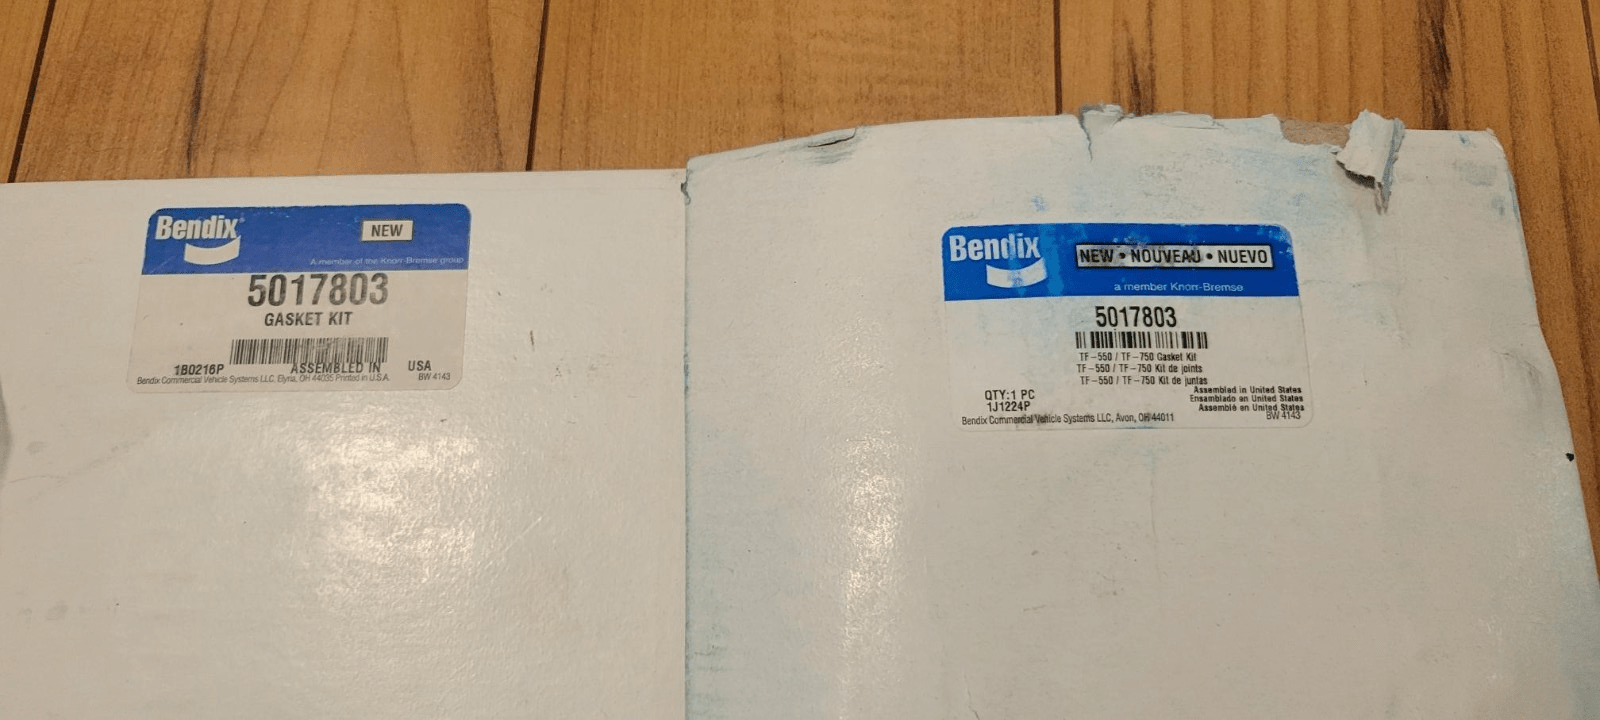 Bendix
NEW
A member of the Knorr-Bremse group
5017803
GASKET KIT
1B0216P ASSEMBLED IN USA
Bendix Commercial Vehicle Systems LLC, Elyria, OH 44035 Printed in U.S.A. BW 4143
Bendix
NEW • NOUVEAU • NUEVO
a member Knorr-Bremse
5017803
TF-550 / TF-750 Gasket Kit
TF-550 / TF-750 Kit de joints
TF-550 / TF-750 Kit de juntas
Assembled in United States
QTY:1 PC Ensamblado en United States
1J1224P Assemblé en United States
Bendix Commercial Vehicle Systems LLC, Avon, OH 44011 BW 4143